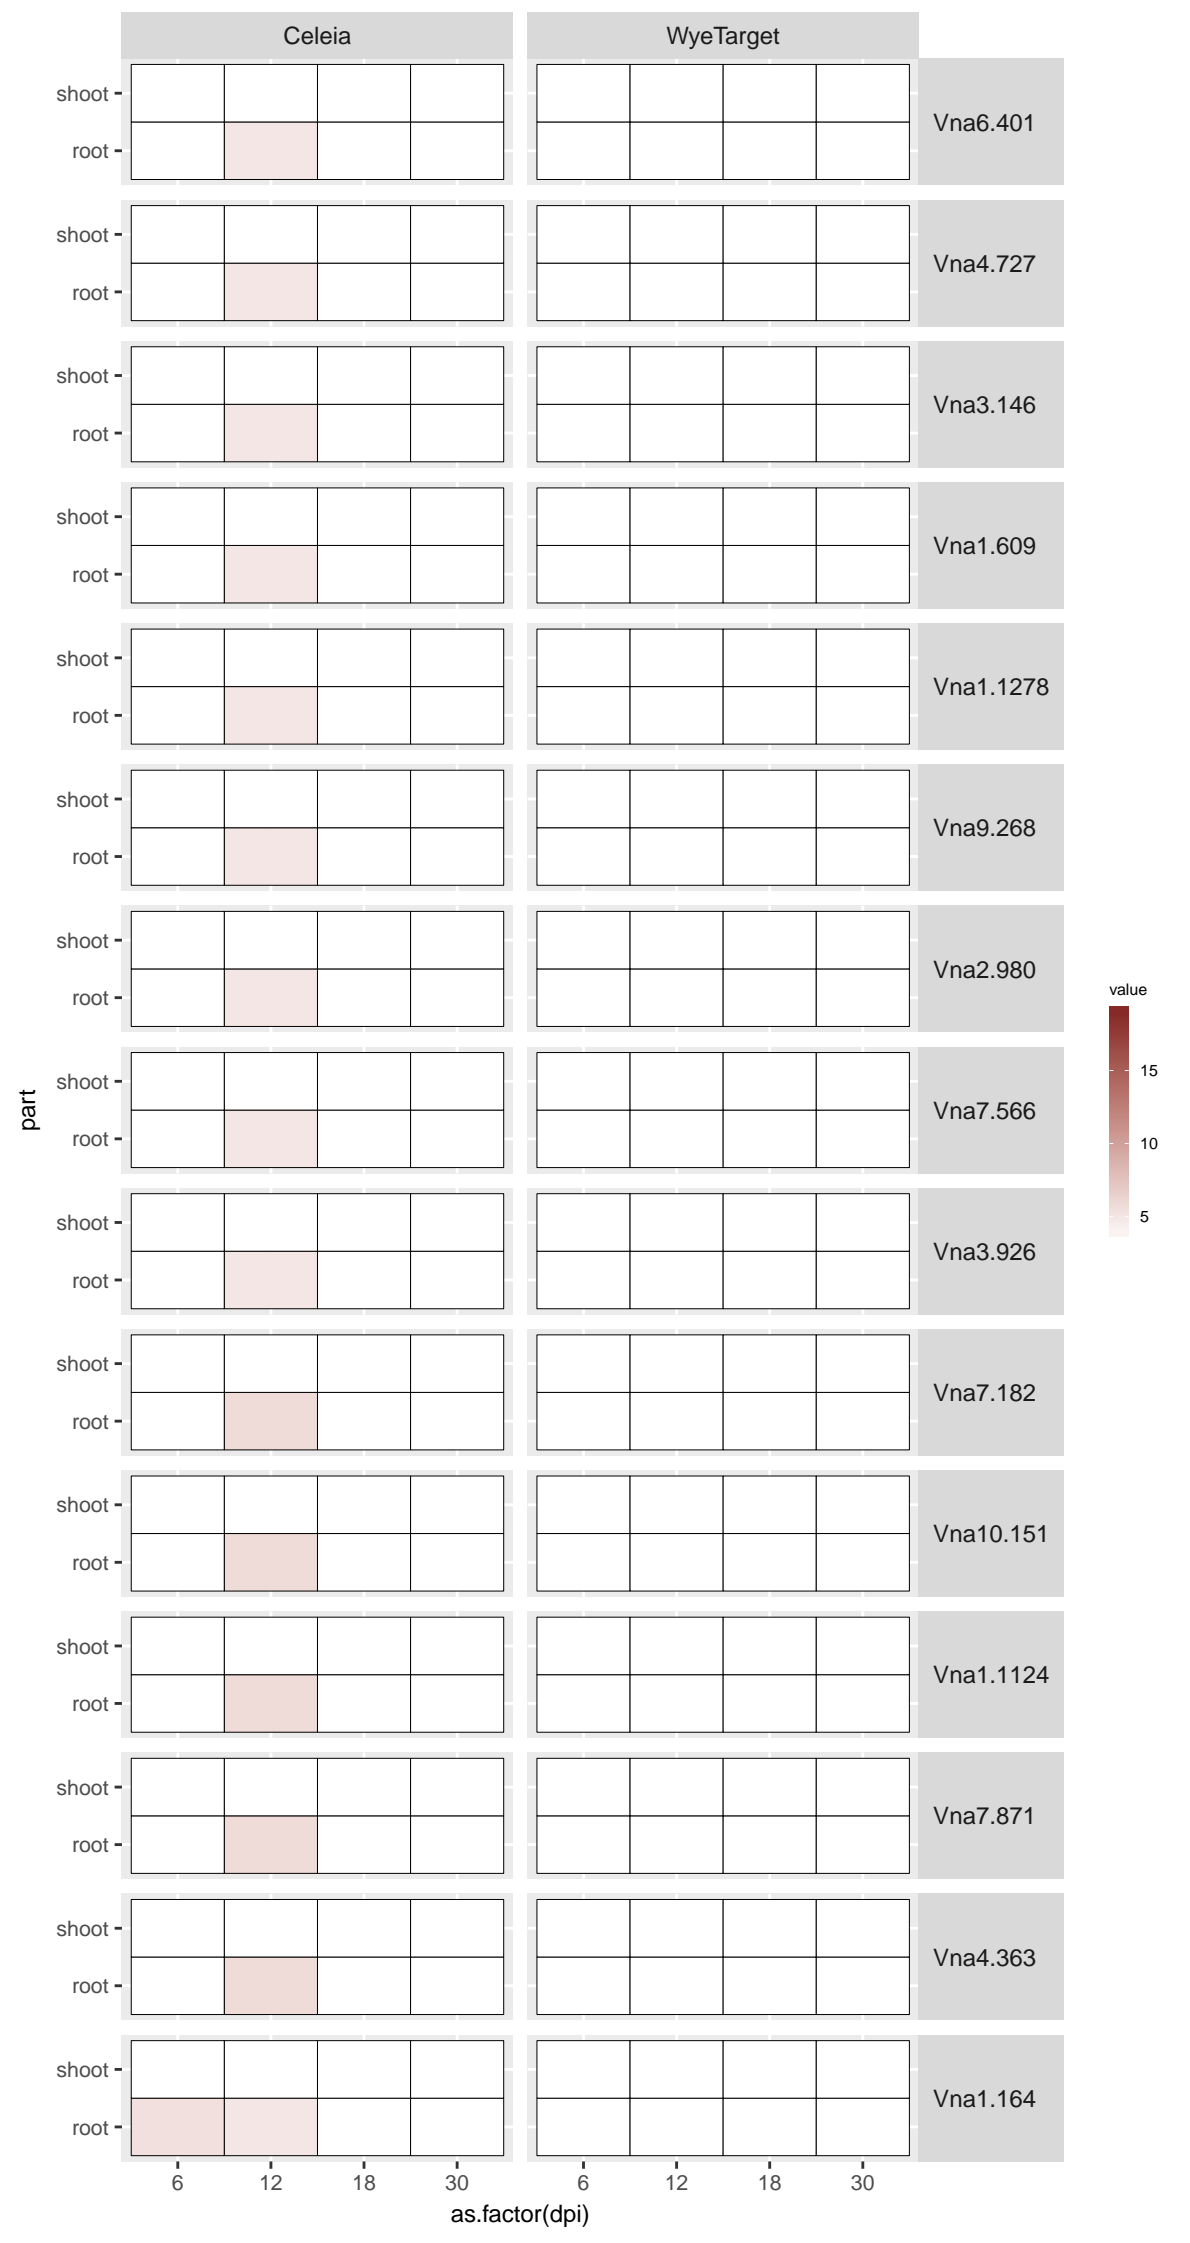 Celeia WyeTarget
shoot
root
Vna6.401
shoot
root
Vna4.727
shoot
root
Vna3.146
shoot
root
Vna1.609
shoot
root
Vna1.1278
shoot
root
Vna9.268
shoot
root
Vna2.980
shoot
root
Vna7.566
shoot
root
Vna3.926
shoot
root
Vna7.182
shoot
root
Vna10.151
shoot
root
Vna1.1124
shoot
root
Vna7.871
shoot
root
Vna4.363
shoot
root
Vna1.164
6 12 18 30 6 12 18 30
as.factor(dpi)
part
value
15
10
5